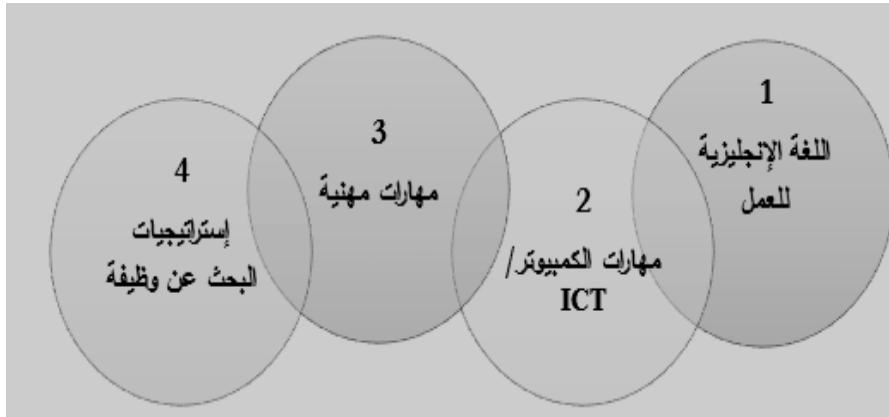 1
اللغة الإنجليزية
للعمل
2
مهارات الكمبيوتر/
ICT
3
مهارات مهنية
4
إستراتيجيات
البحث عن وظيفة